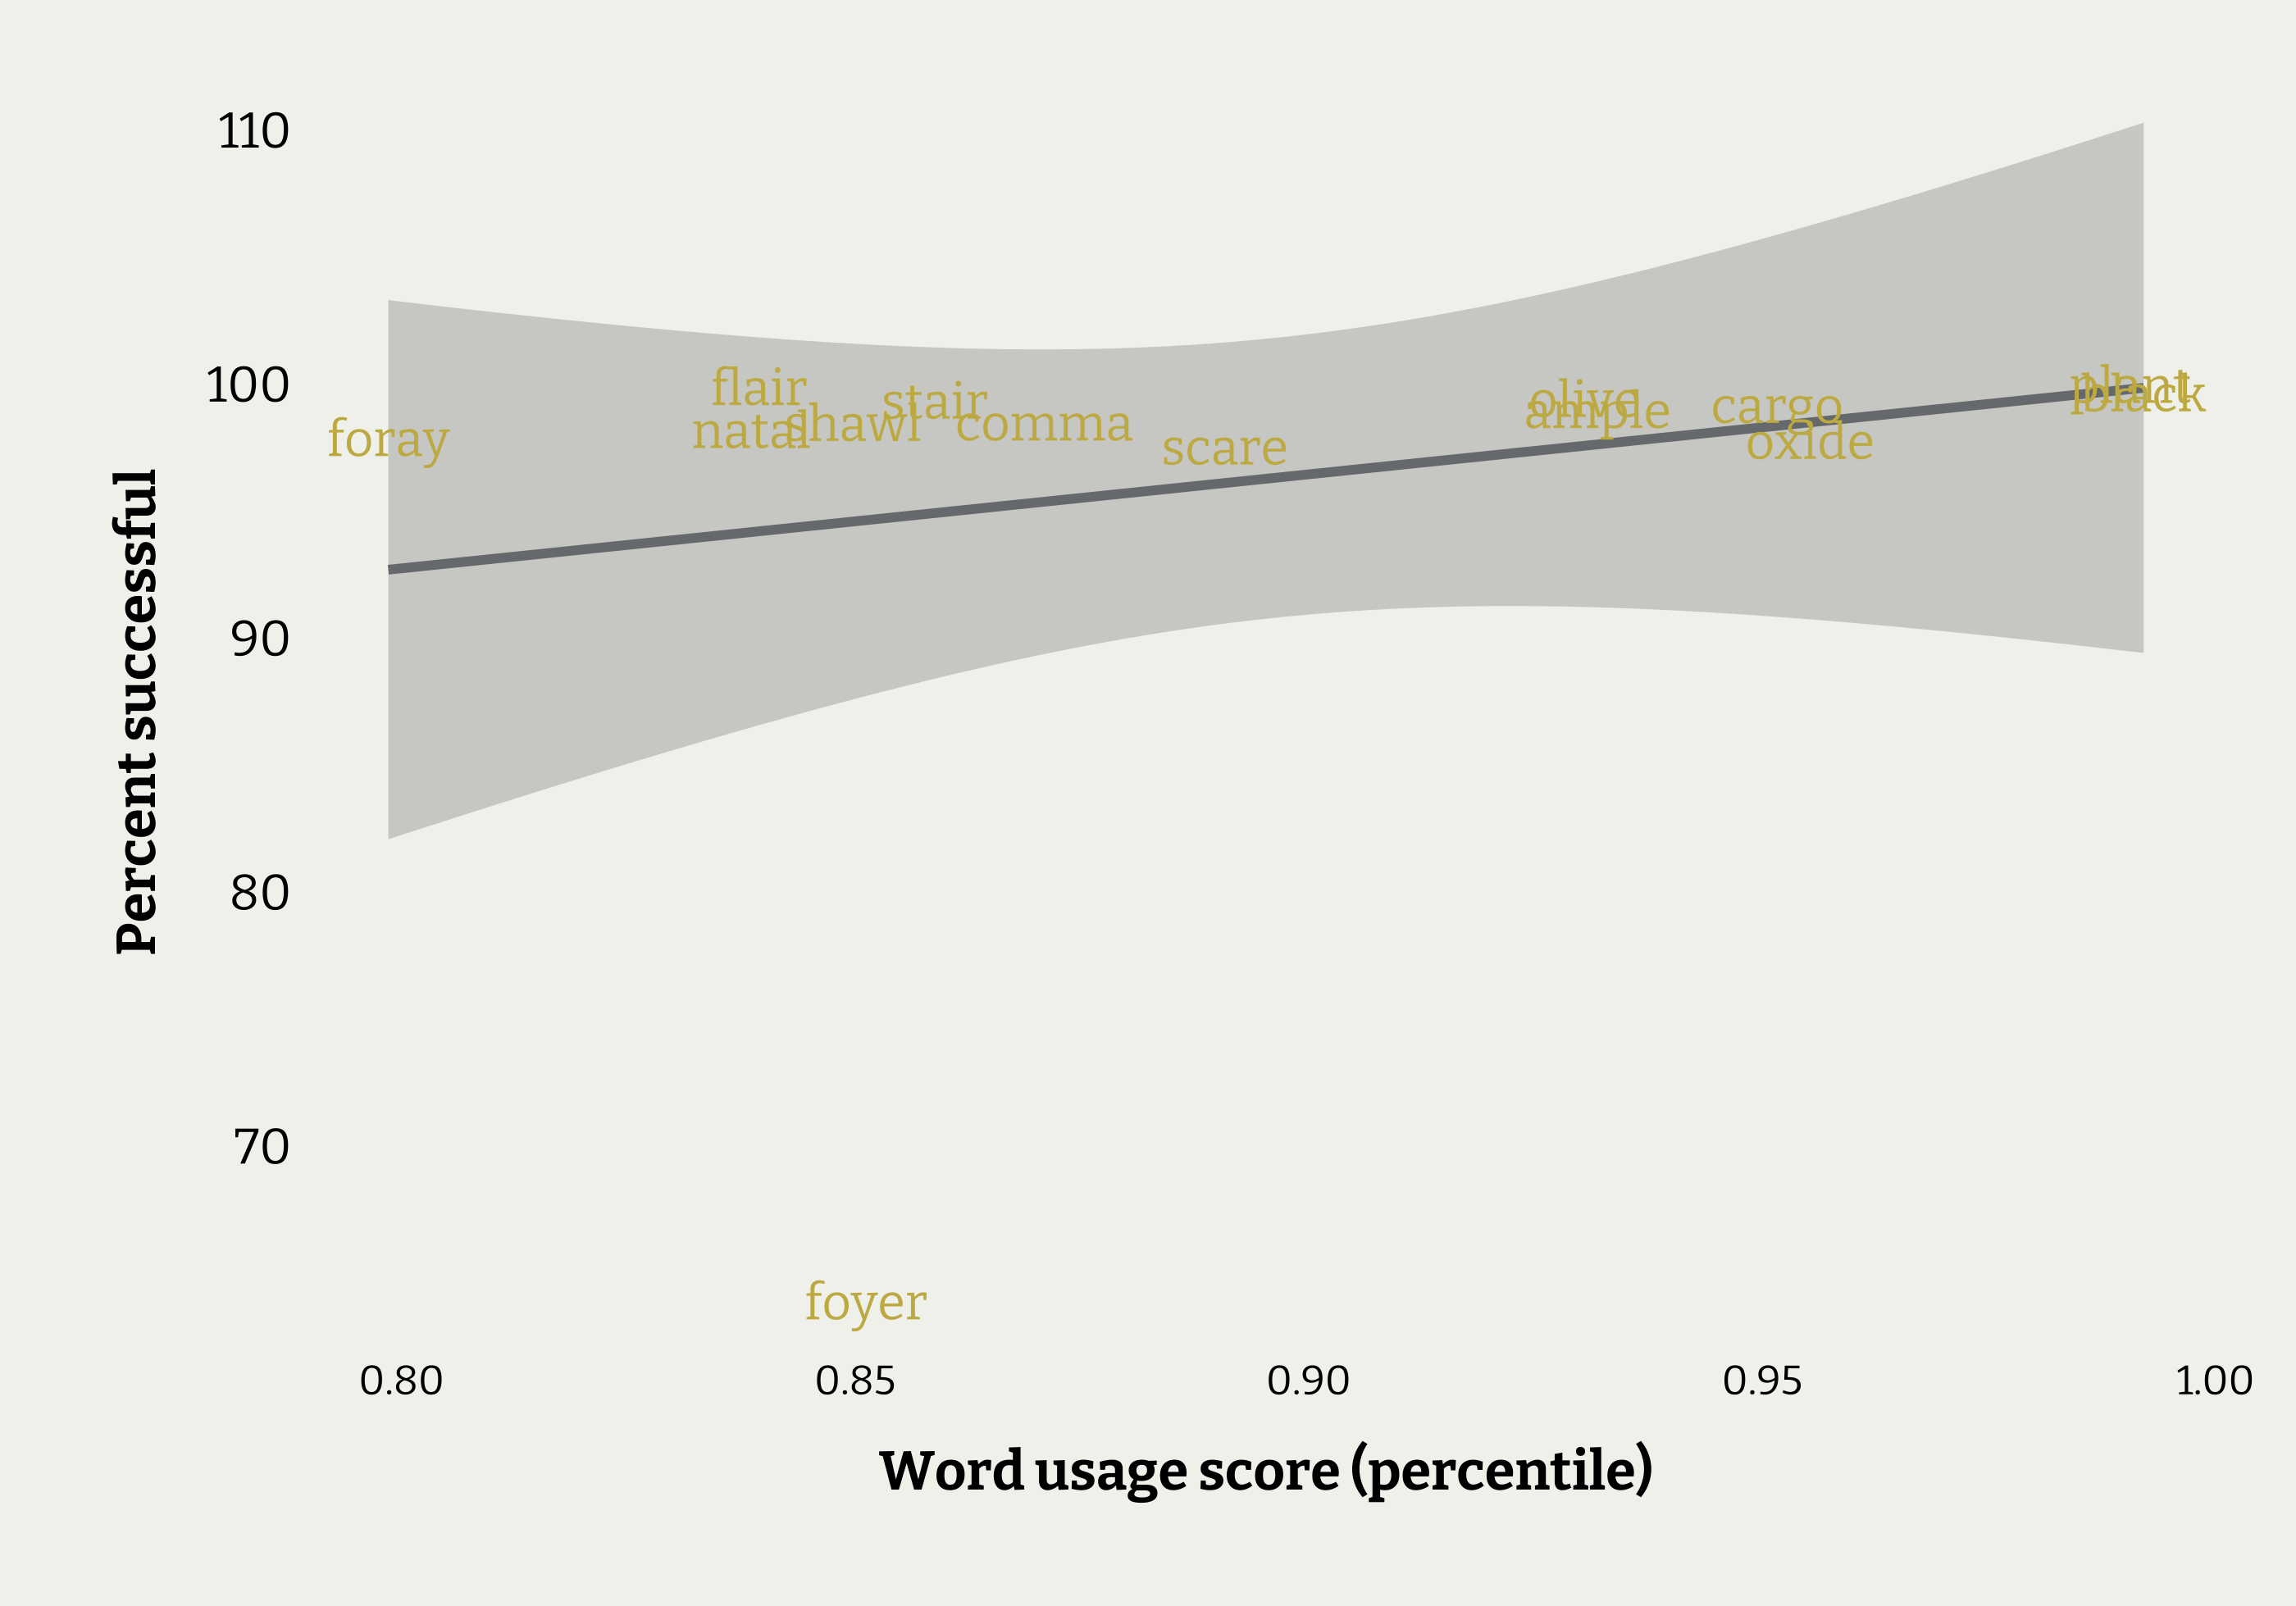 110
100
90
80
70
Percent successful
flair
stair
foray
natal
shawl
comma
scare
olive
ample
cargo
oxide
plant
foyer
0.80 0.85 0.90 0.95 1.00
Word usage score (percentile)